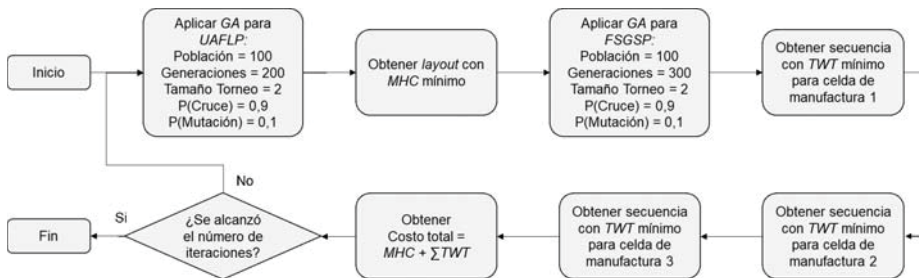 Inicio
Aplicar GA para
UAFLP:
Población = 100
Generaciones = 200
Tamaño Torneo = 2
P(Cruce) = 0,9
P(Mutación) = 0,1
Obtener layout con
MHC mínimo
Aplicar GA para
FSGSP:
Población = 100
Generaciones = 300
Tamaño Torneo = 2
P(Cruce) = 0,9
P(Mutación) = 0,1
Obtener secuencia
con TWT mínimo
para celda de
manufactura 1
Obtener secuencia
con TWT mínimo
para celda de
manufactura 2
Obtener secuencia
con TWT mínimo
para celda de
manufactura 3
Obtener
Costo total =
MHC + ∑TWT
¿Se alcanzó
el número de
iteraciones?
No
Si
Fin